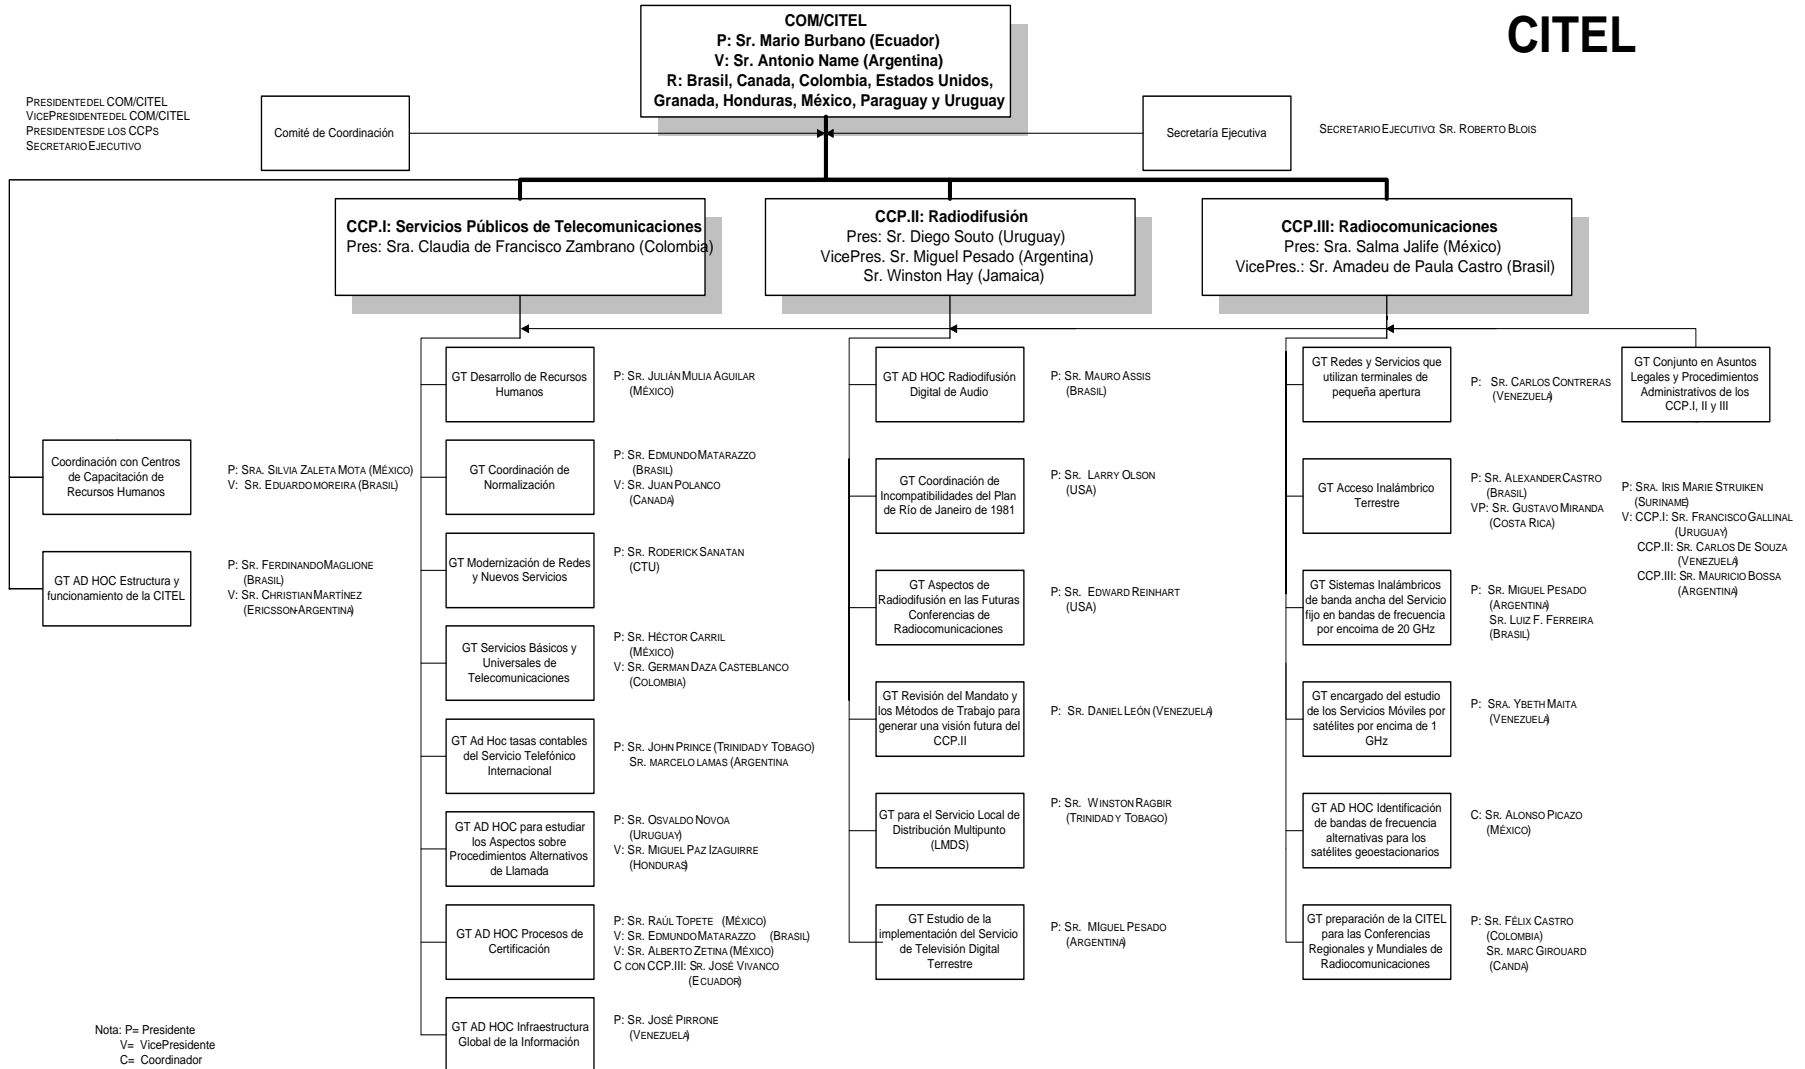 CITEL
COM/CITEL
P: Sr. Mario Burbano (Ecuador)
V: Sr. Antonio Name (Argentina)
R: Brasil, Canada, Colombia, Estados Unidos,
Granada, Honduras, México, Paraguay y Uruguay
PRESIDENTE DEL COM/CITEL
VICEPRESIDENTE DEL COM/CITEL
PRESIDENTES DE LOS CCPS
SECRETARIO EJECUTIVO
Comité de Coordinación
Secretaría Ejecutiva
SECRETARIO EJECUTIVO: SR. ROBERTO BLOIS
CCP.I: Servicios Públicos de Telecomunicaciones
Pres: Sra. Claudia de Francisco Zambrano (Colombia)
CCP.II: Radiodifusión
Pres: Sr. Diego Souto (Uruguay)
VicePres. Sr. Miguel Pesado (Argentina)
Sr. Winston Hay (Jamaica)
CCP.III: Radiocomunicaciones
Pres: Sra. Salma Jalife (México)
VicePres.: Sr. Amadeu de Paula Castro (Brasil)
Coordinación con Centros
de Capacitación de
Recursos Humanos
P: SRA. SILVIA ZALETA MOTA (MÉXICO)
V: SR. EDUARDO MOREIRA (BRASIL)
GT AD HOC Estructura y
funcionamiento de la CITEL
P: SR. FERDINANDO MAGLIONE
(BRASIL)
V: SR. CHRISTIAN MARTÍNEZ
(ERICSSON-ARGENTINA)
GT Desarrollo de Recursos
Humanos
P: SR. JULIÁN MULIA AGUILAR
(MÉXICO)
GT Coordinación de
Normalización
P: SR. EDMUNDO MATARAZZO
(BRASIL)
V: SR. JUAN POLANCO
(CANADA)
GT Modernización de Redes
y Nuevos Servicios
P: SR. RODERICK SANATAN
(CTU)
GT Servicios Básicos y
Universales de
Telecomunicaciones
P: SR. HÉCTOR CARRIL
(MÉXICO)
V: SR. GERMAN DAZA CASTEBLANCO
(COLOMBIA)
GT Ad Hoc tasas contables
del Servicio Telefónico
Internacional
P: SR. JOHN PRINCE (TRINIDAD Y TOBAGO)
SR. MARCELO LAMAS (ARGENTINA
GT AD HOC para estudiar
los Aspectos sobre
Procedimientos Alternativos
de Llamada
P: SR. OSVALDO NOVOA
(URUGUAY)
V: SR. MIGUEL PAZ IZAGUIRRE
(HONDURAS)
GT AD HOC Procesos de
Certificación
P: SR. RAÚL TOPETE (MÉXICO)
V: SR. EDMUNDO MATARAZZO (BRASIL)
V: SR. ALBERTO ZETINA (MÉXICO)
C CON CCP.III: SR. JOSÉ VIVANCO
(ECUADOR)
GT AD HOC Infraestructura
Global de la Información
P: SR. JOSÉ PIRRONE
(VENEZUELA)
GT AD HOC Radiodifusión
Digital de Audio
P: SR. MAURO ASSIS
(BRASIL)
GT Coordinación de
Incompatibilidades del Plan
de Río de Janeiro de 1981
P: SR. LARRY OLSON
(USA)
GT Aspectos de
Radiodifusión en las Futuras
Conferencias de
Radiocomunicaciones
P: SR. EDWARD REINHART
(USA)
GT Revisión del Mandato y
los Métodos de Trabajo para
generar una visión futura del
CCP.II
P: SR. DANIEL LEÓN (VENEZUELA)
GT para el Servicio Local de
Distribución Multipunto
(LMDS)
P: SR. WINSTON RAGBIR
(TRINIDAD Y TOBAGO)
GT Estudio de la
implementación del Servicio
de Televisión Digital
Terrestre
P: SR. MIGUEL PESADO
(ARGENTINA)
GT Redes y Servicios que
utilizan terminales de
pequeña apertura
P: SR. CARLOS CONTRERAS
(VENEZUELA)
GT Acceso Inalámbrico
Terrestre
P: SR. ALEXANDER CASTRO
(BRASIL)
VP: SR. GUSTAVO MIRANDA
(COSTA RICA)
GT Sistemas Inalámbricos
de banda ancha del Servicio
fijo en bandas de frecuencia
por encoima de 20 GHz
P: SR. MIGUEL PESADO
(ARGENTINA)
SR. LUIZ F. FERREIRA
(BRASIL)
GT encargado del estudio
de los Servicios Móviles por
satélites por encima de 1
GHz
P: SRA. YBETH MAITA
(VENEZUELA)
GT AD HOC Identificación
de bandas de frecuencia
alternativas para los
satélites geoestacionarios
C: SR. ALONSO PICAZO
(MÉXICO)
GT preparación de la CITEL
para las Conferencias
Regionales y Mundiales de
Radiocomunicaciones
P: SR. FÉLIX CASTRO
(COLOMBIA)
SR. MARC GIROUARD
(CANDA)
GT Conjunto en Asuntos
Legales y Procedimientos
Administrativos de los
CCP.I, II y III
P: SRA. IRIS MARIE STRUIKEN
(SURINAME)
V: CCP.I: SR. FRANCISCO GALLINAL
(URUGUAY)
CCP.II: SR. CARLOS DE SOUZA
(VENEZUELA)
CCP.III: SR. MAURICIO BOSSA
(ARGENTINA)
Nota: P= Presidente
V= VicePresidente
C= Coordinador